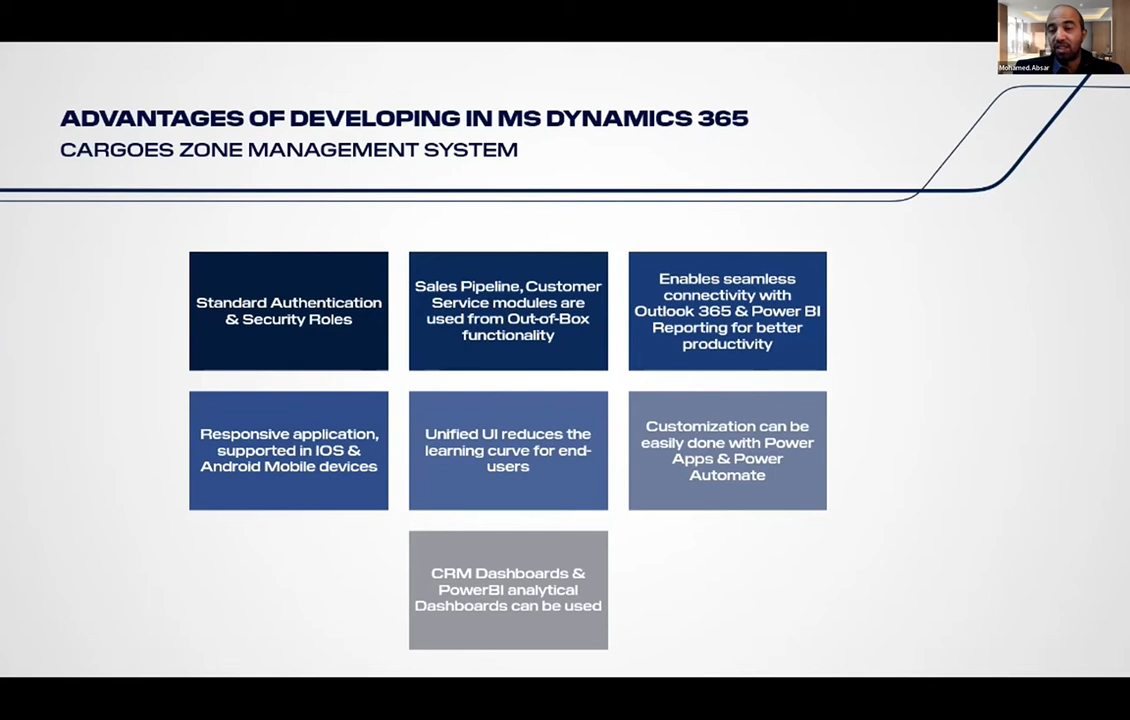 Mohamed.Absar
ADVANTAGES OF DEVELOPING IN MS DYNAMICS 365
CARGOES ZONE MANAGEMENT SYSTEM
Standard Authentication
& Security Roles
Sales Pipeline, Customer
Service modules are
used from Out-of-Box
functionality
Enables seamless
connectivity with
Outlook 365 & Power BI
Reporting for better
productivity
Responsive application,
supported in IOS &
Android Mobile devices
Unified UI reduces the
learning curve for end-
users
Customization can be
easily done with Power
Apps & Power
Automate
CRM Dashboards &
PowerBI analytical
Dashboards can be used